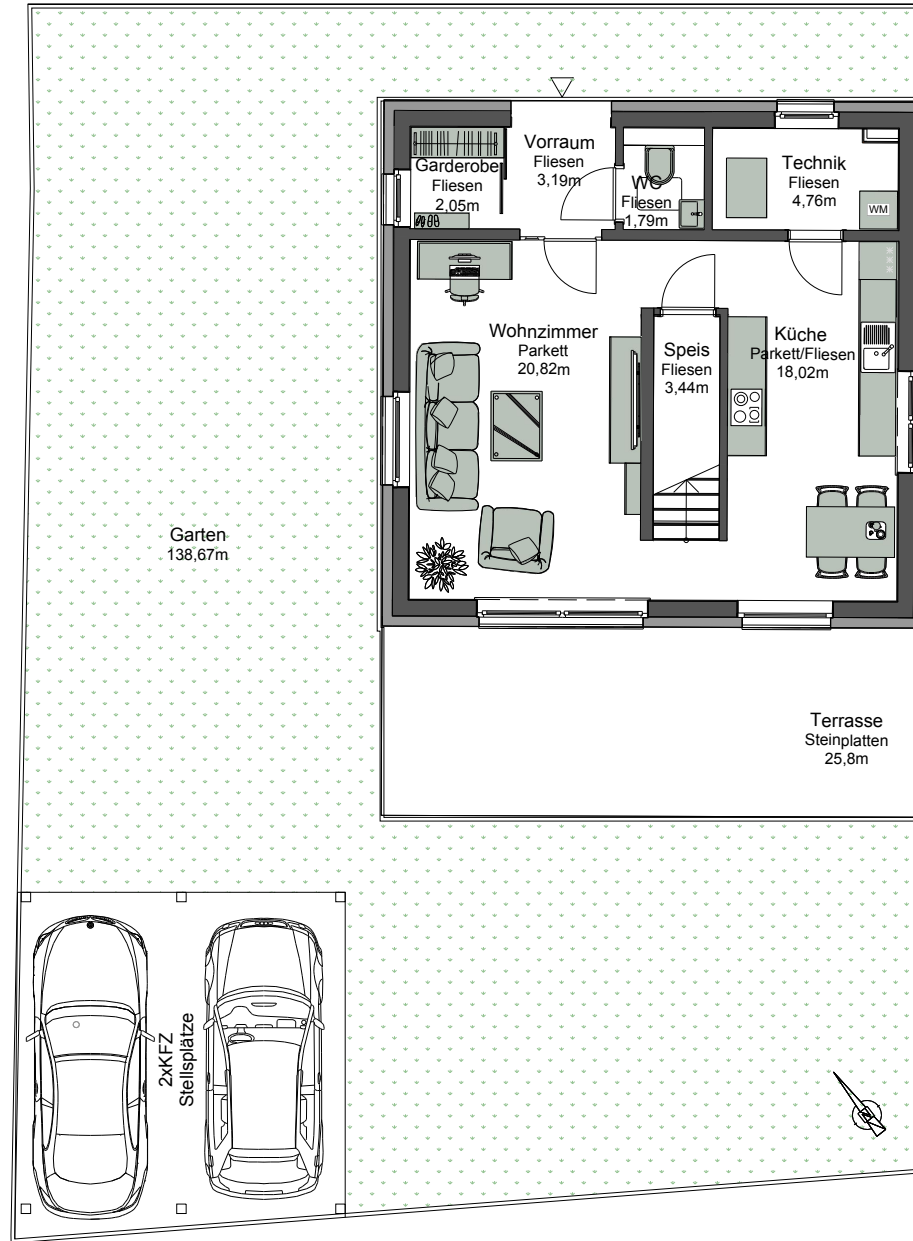 Vorraum
Fliesen
3,19m
Garderobe
Fliesen
2,05m
WC
Fliesen
1,79m
Technik
Fliesen
4,76m
WM
Wohnzimmer
Parkett
20,82m
Speis
Fliesen
3,44m
Küche
Parkett/Fliesen
18,02m
Garten
138,67m
Terrasse
Steinplatten
25,8m
2xKFZ
Stellsplätze
N